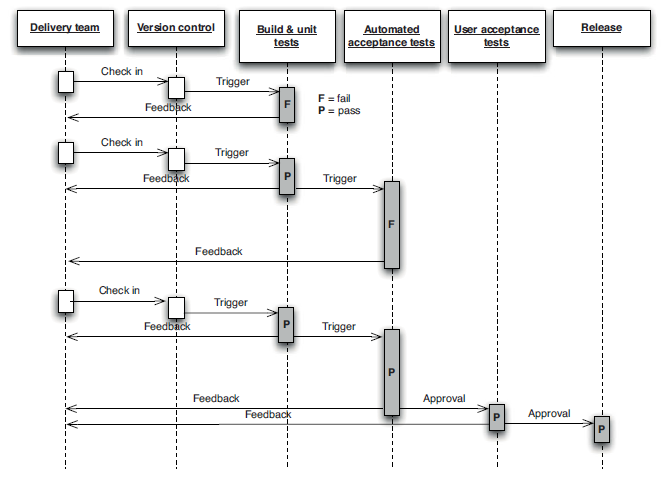 Delivery team
Version control
Build & unit
tests
Automated
acceptance tests
User acceptance
tests
Release
Check in
Trigger
Feedback
F
F = fail
P = pass
Check in
Trigger
Feedback
P
Trigger
F
Feedback
Check in
Trigger
Feedback
P
Trigger
P
Feedback
Approval
Feedback
P
Approval
P